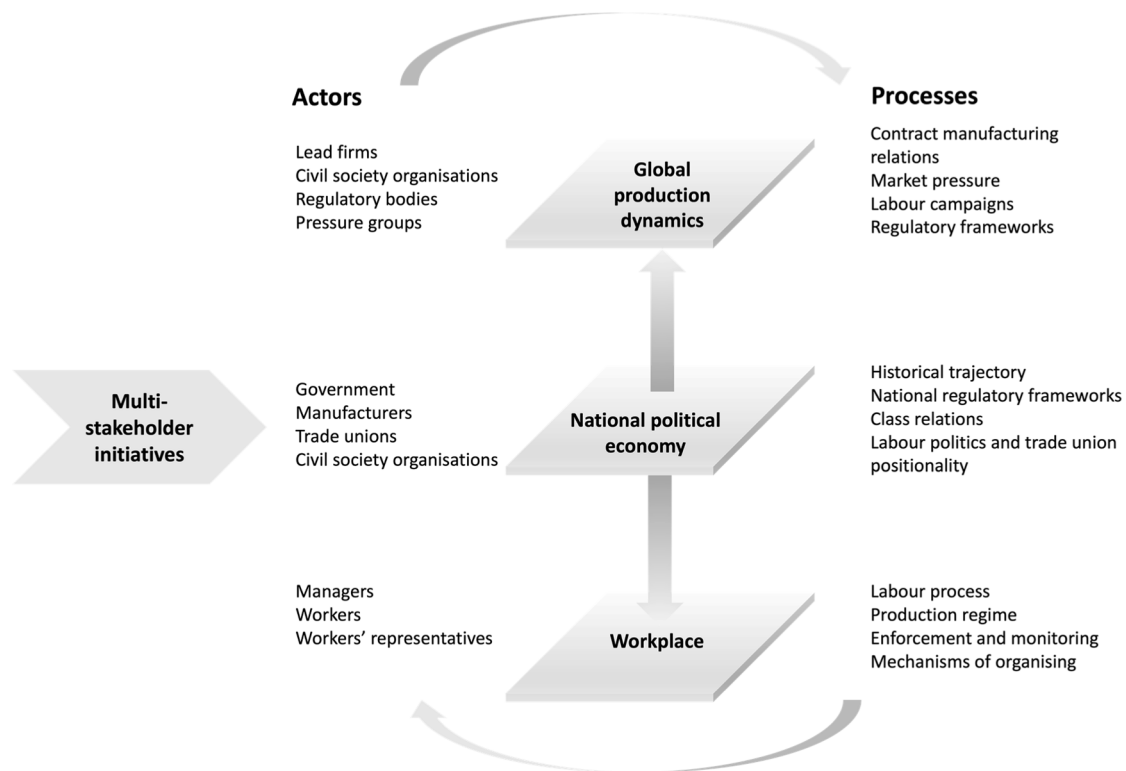 Actors
Processes
Lead firms
Civil society organisations
Regulatory bodies
Pressure groups
Global
production
dynamics
Contract manufacturing
relations
Market pressure
Labour campaigns
Regulatory frameworks
Multi-
stakeholder
initiatives
Government
Manufacturers
Trade unions
Civil society organisations
National political
economy
Historical trajectory
National regulatory frameworks
Class relations
Labour politics and trade union
positionality
Managers
Workers
Workers’ representatives
Workplace
Labour process
Production regime
Enforcement and monitoring
Mechanisms of organising